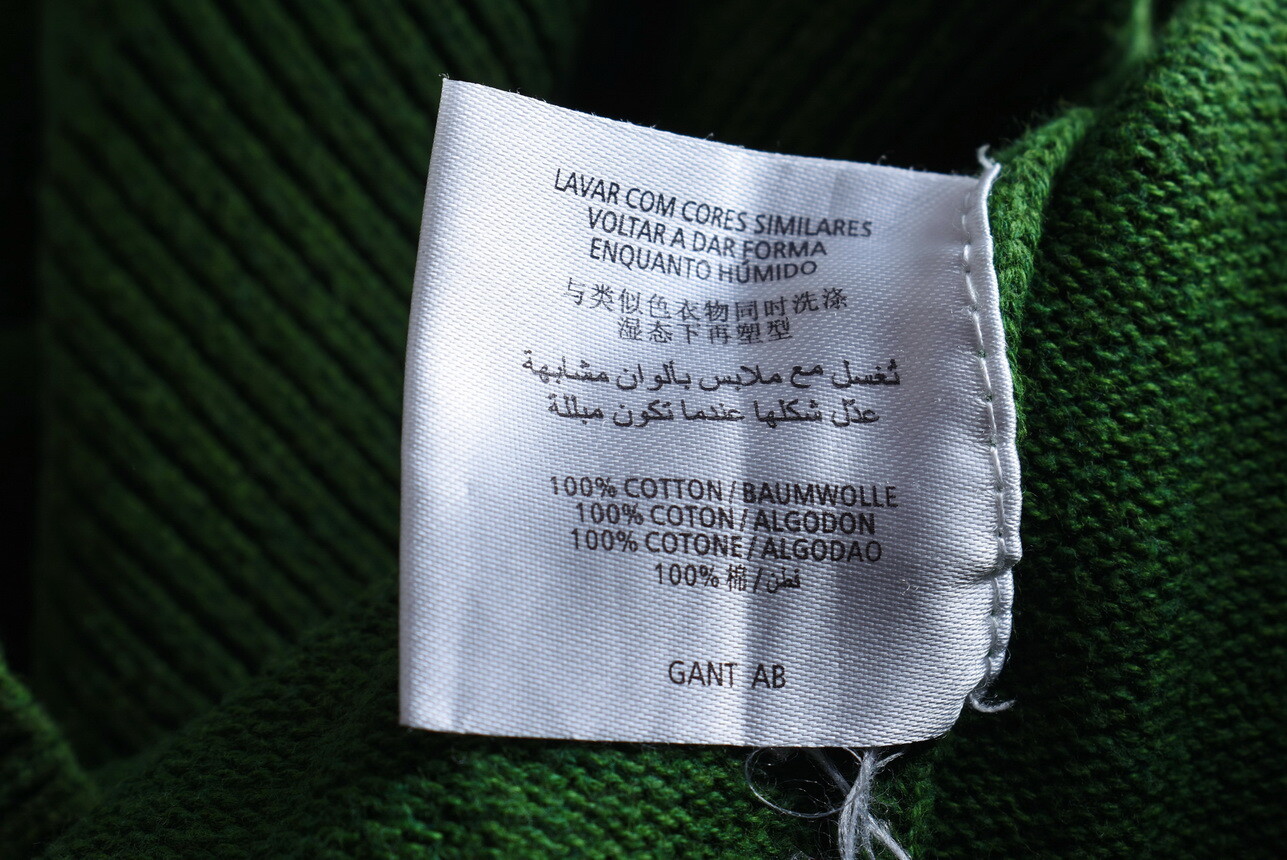 LAVAR COM CORES SIMILARES
VOLTAR A DAR FORMA
ENQUANTO HÚMIDO
与类似色衣物同时洗涤
湿态下再塑型
تُغسل مع ملابس بألوان مشابهة
عدّل شكلها عندما تكون مبللة
100% COTTON / BAUMWOLLE
100% COTON / ALGODON
100% COTONE / ALGODAO
100% 棉 / قطن
GANT AB